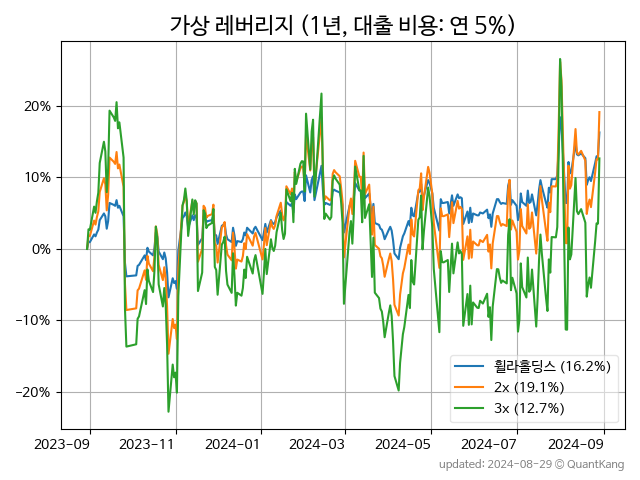 가상 레버리지 (1년, 대출 비용: 연 5%)
20%
10%
0%
−10%
−20%
휠라홀딩스 (16.2%)
2x (19.1%)
3x (12.7%)
2023-09
2023-11
2024-01
2024-03
2024-05
2024-07
2024-09
updated: 2024-08-29 © QuantKang